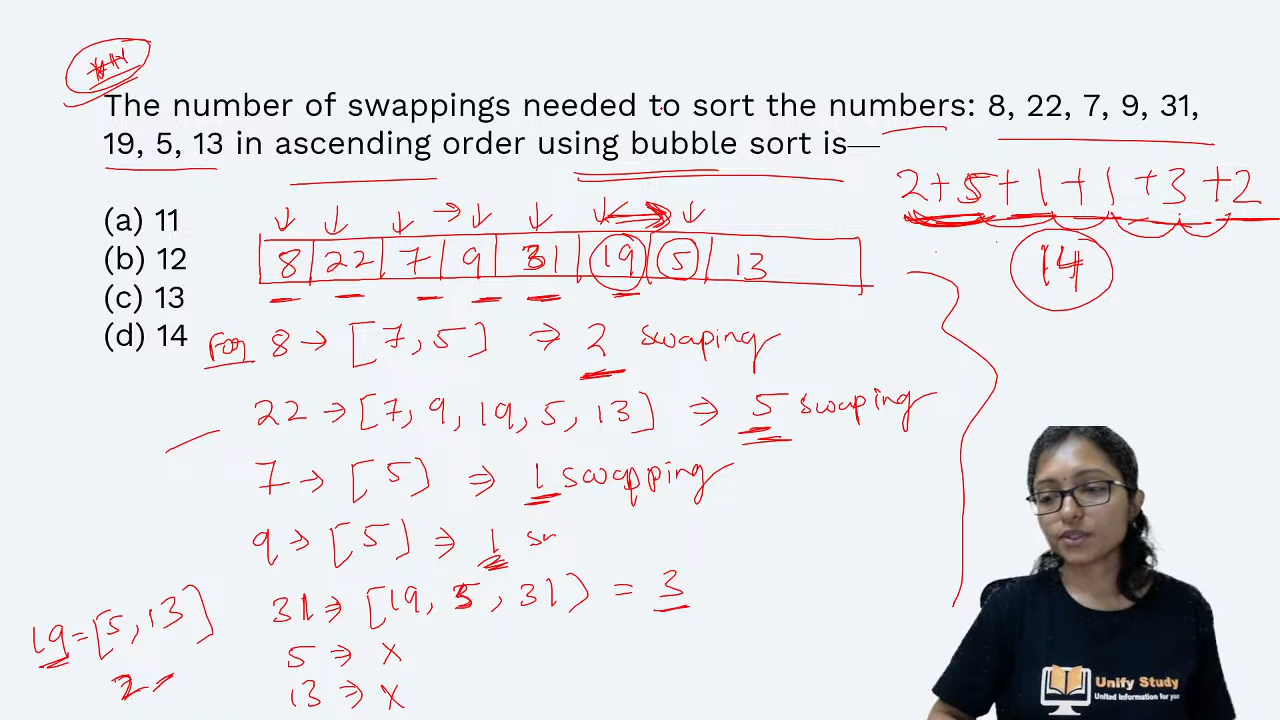 The number of swappings needed to sort the numbers: 8, 22, 7, 9, 31,
19, 5, 13 in ascending order using bubble sort is—
2+5+1+1+3+2
14
(a) 11
(b) 12
(c) 13
(d) 14
8 22 7 9 31 19 5 13
For 8 → [7,5] ⇒ 2 swaping
22 → [7, 9, 19, 5, 13] ⇒ 5 swaping
7 → [5] ⇒ 1 swapping
9 → [5] ⇒ 1
31 ⇒ [19, 5, 31) = 3
19 = [5, 13]
2
5 ⇒ x
13 ⇒ x
Unify Study
United Information for you